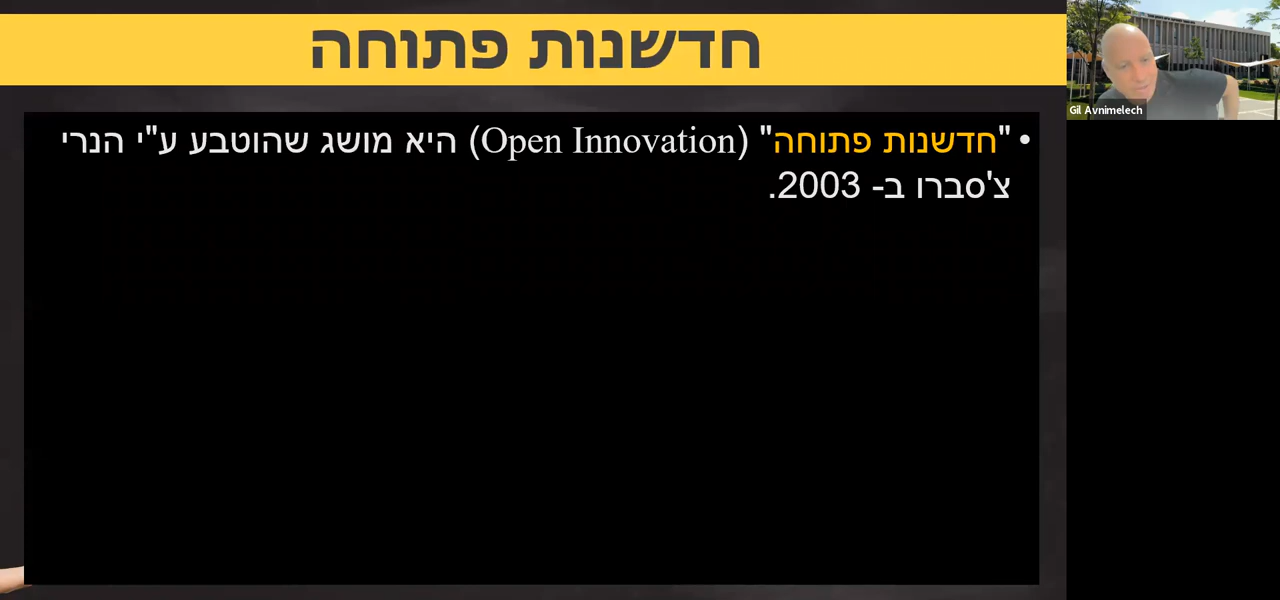 חדשנות פתוחה
Gil Avnimelech
• "חדשנות פתוחה" (Open Innovation) היא מושג שהוטבע ע"י הנרי
צ'סברו ב- 2003.